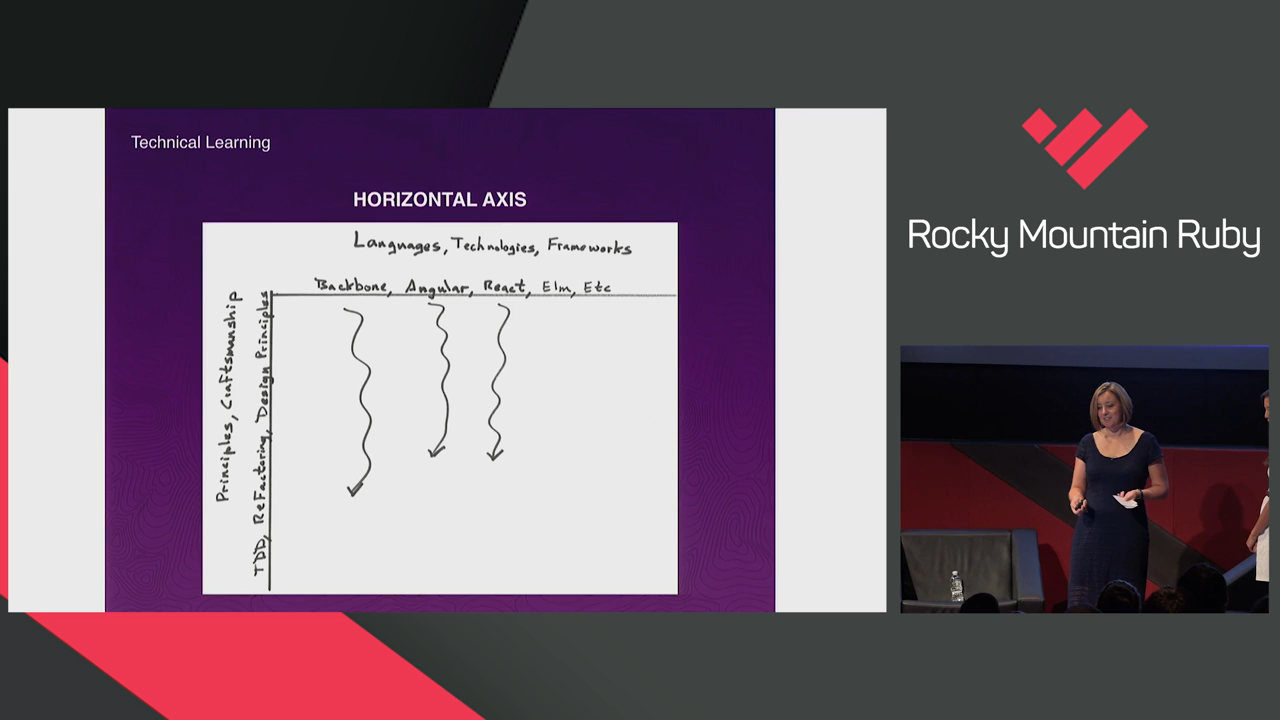 Technical Learning
HORIZONTAL AXIS
Languages, Technologies, Frameworks
Backbone, Angular, React, Elm, Etc
Principles, Craftsmanship
TDD, Refactoring, Design Principles
Rocky Mountain Ruby